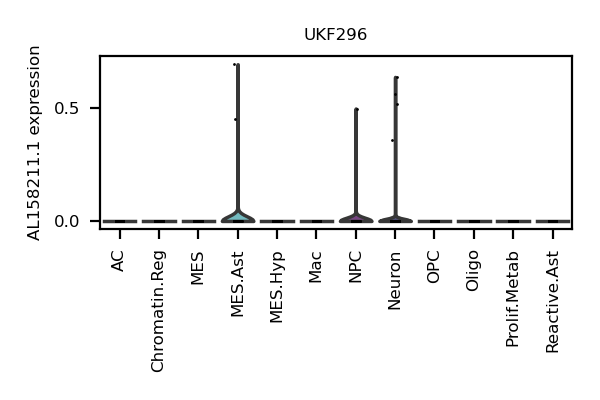 UKF296
AL158211.1 expression
0.5
0.0
AC
Chromatin.Reg
MES
MES.Ast
MES.Hyp
Mac
NPC
Neuron
OPC
Oligo
Prolif.Metab
Reactive.Ast